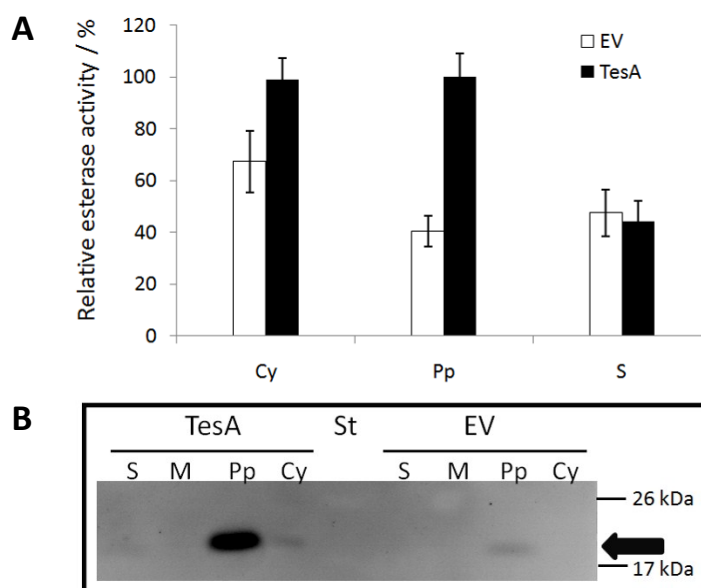 A
Relative esterase activity / %
120
100
80
60
40
20
0
EV
TesA
Cy Pp S
B
TesA St EV
S M Pp Cy S M Pp Cy
26 kDa
17 kDa